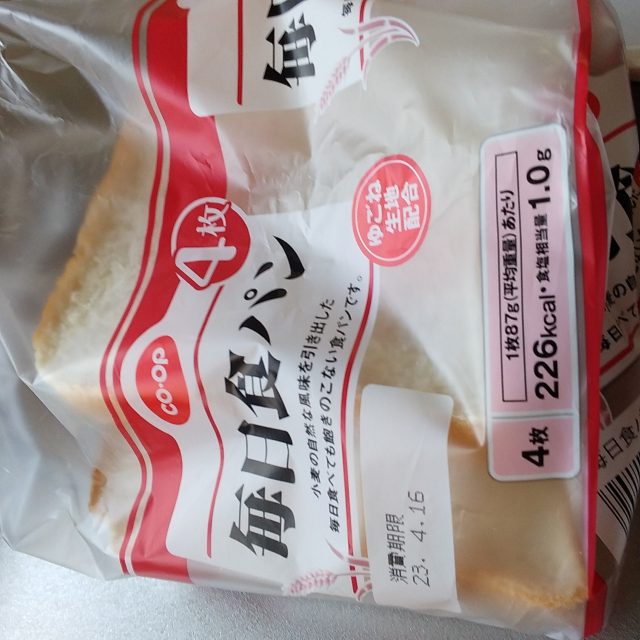 毎日
4枚
co·op
毎日食パン
小麦の自然な風味を引き出した
毎日食べても飽きのこない食パンです。
ゆごね
生地
配合
消費期限
23. 4.16
4枚
1枚87g(平均重量)あたり
226kcal・食塩相当量1.0g